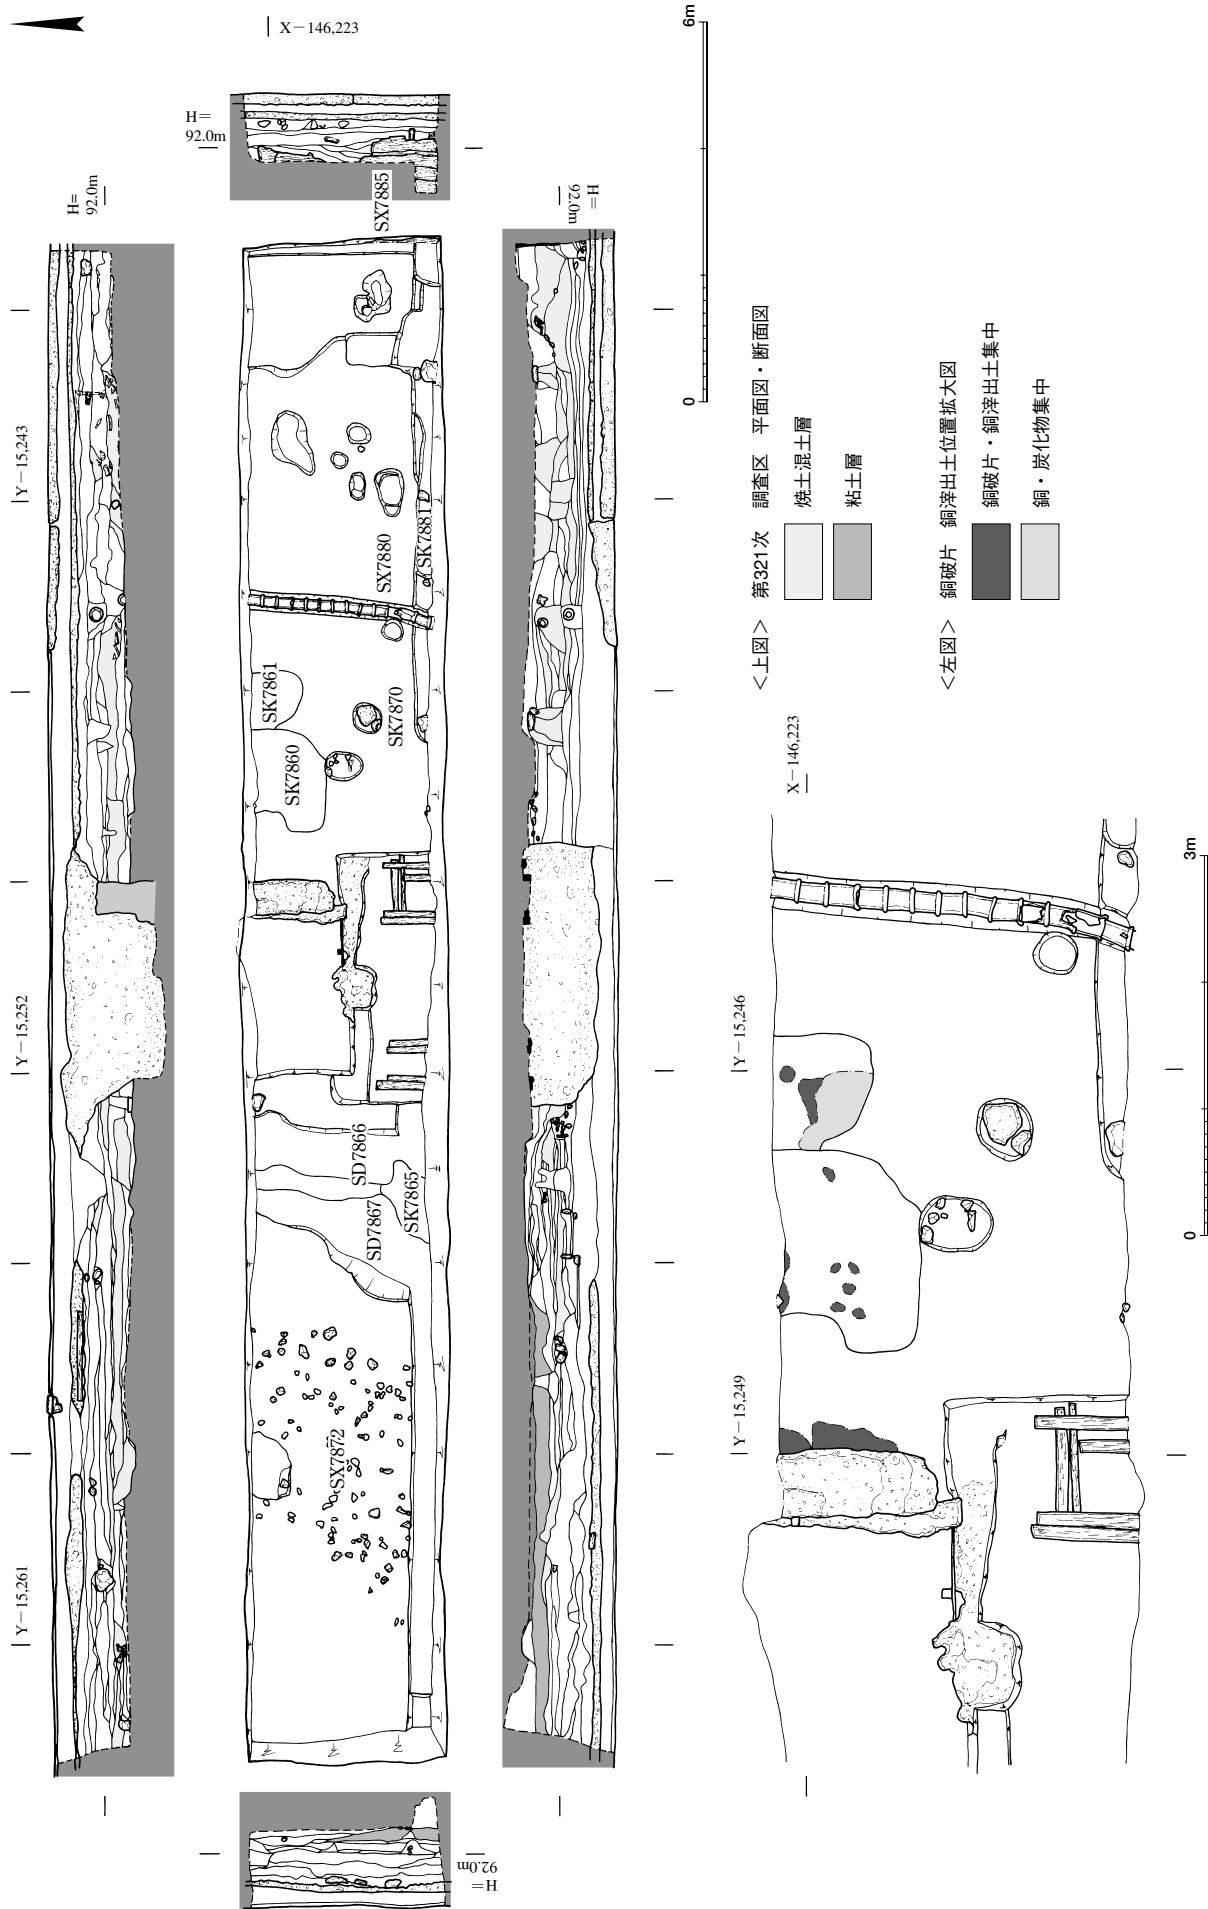 X－146,223
H＝
92.0m
H=
92.0m
H＝
92.0m
H＝
92.0m
Y－15,243
Y－15,252
Y－15,261
SX7885
SX7880
SK7881
SK7861
SK7870
SK7860
SD7866
SK7865
SD7867
SX7872
0
6m
＜上図＞　第321次　調査区　平面図・断面図
焼土混土層
粘土層
＜左図＞　銅破片　銅滓出土位置拡大図
銅破片・銅滓出土集中
銅・炭化物集中
X－146,223
Y－15,246
Y－15,249
0
3m